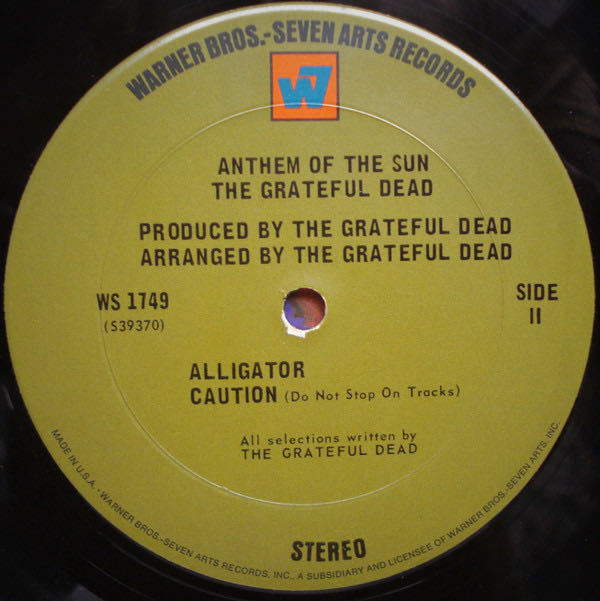 WARNER BROS.-SEVEN ARTS RECORDS
W7
ANTHEM OF THE SUN
THE GRATEFUL DEAD
PRODUCED BY THE GRATEFUL DEAD
ARRANGED BY THE GRATEFUL DEAD
WS 1749
(S39370)
SIDE
II
ALLIGATOR
CAUTION (Do Not Stop On Tracks)
All selections written by
THE GRATEFUL DEAD
STEREO
MADE IN U.S.A. • WARNER BROS.-SEVEN ARTS RECORDS, INC., A SUBSIDIARY AND LICENSEE OF WARNER BROS.-SEVEN ARTS, INC.